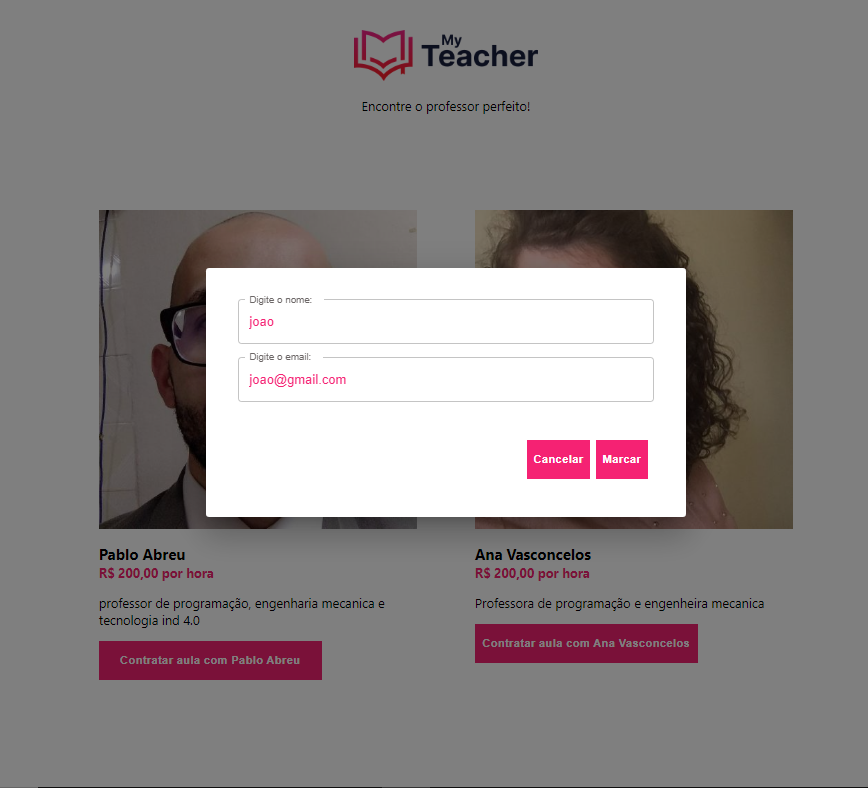 My
Teacher
Encontre o professor perfeito!
Digite o nome:
joao
Digite o email:
joao@gmail.com
Cancelar Marcar
Pablo Abreu
R$ 200,00 por hora
professor de programação, engenharia mecanica e
tecnologia ind 4.0
Contratar aula com Pablo Abreu
Ana Vasconcelos
R$ 200,00 por hora
Professora de programação e engenheira mecanica
Contratar aula com Ana Vasconcelos